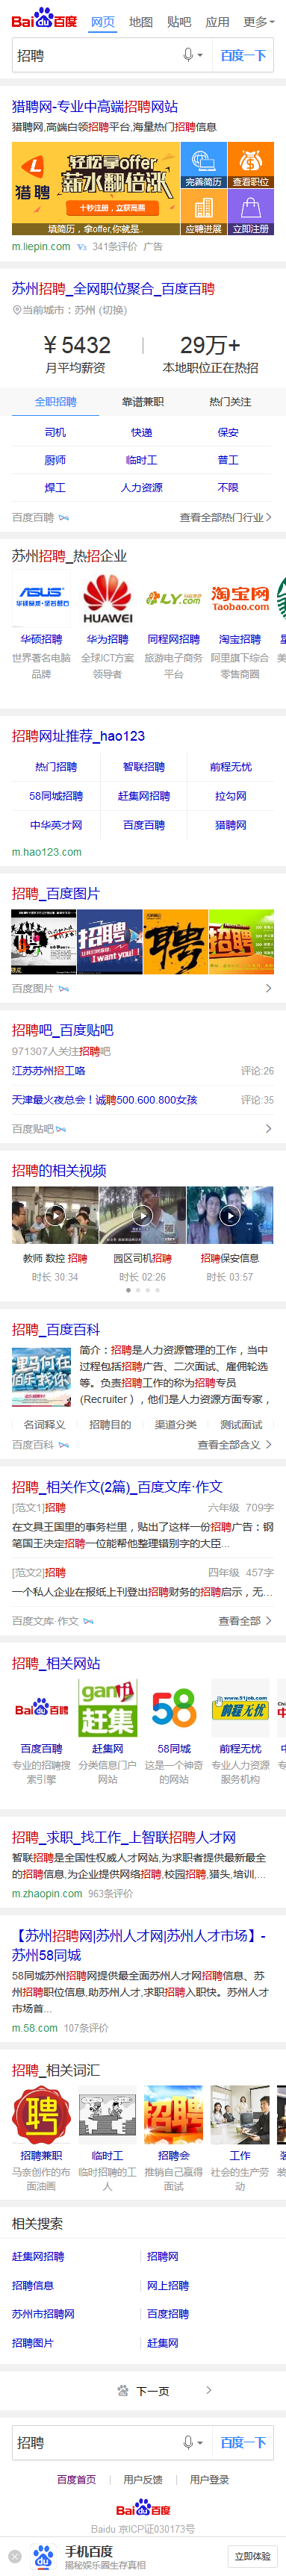 Bai du 百度 网页 地图 贴吧 应用 更多
招聘 百度一下
猎聘网-专业中高端招聘网站
猎聘网,高端白领招聘平台,海量热门招聘信息
猎聘 轻松拿offer 薪水翻倍涨
十秒注册，立获高薪
填简历，拿offer,你就是..
完善简历 查看职位
应聘进展 立即注册
m.liepin.com V3 341条评价 广告
苏州招聘_全网职位聚合_百度百聘
当前城市：苏州 (切换)
￥5432 29万+
月平均薪资 本地职位正在热招
全职招聘 靠谱兼职 热门关注
司机 快递 保安
厨师 临时工 普工
焊工 人力资源 不限
百度百聘 查看全部热门行业
苏州招聘_热招企业
ASUS HUAWEI LY.COM 淘宝网 Taobao.com
华硕招聘 华为招聘 同程网招聘 淘宝招聘
世界著名电脑品牌 全球ICT方案领导者 旅游电子商务平台 阿里旗下综合零售商圈
招聘网址推荐_hao123
热门招聘 智联招聘 前程无忧
58同城招聘 赶集网招聘 拉勾网
中华英才网 百度百聘 猎聘网
m.hao123.com
招聘_百度图片
招聘 I want you! 聘 招聘
百度图片
招聘吧_百度贴吧
971307人关注招聘吧
江苏苏州招工咯 评论:26
天津最火夜总会！诚聘500.600.800女孩 评论:35
百度贴吧
招聘的相关视频
教师 数控 招聘 园区司机招聘 招聘保安信息
时长 30:34 时长 02:26 时长 03:57
招聘_百度百科
简介：招聘是人力资源管理的工作，当中
过程包括招聘广告、二次面试、雇佣轮选
等。负责招聘工作的称为招聘专员
(Recruiter），他们是人力资源方面专家，
名词释义 招聘目的 渠道分类 测试面试
百度百科 查看全部含义
招聘_相关作文(2篇)_百度文库·作文
[范文1]招聘 六年级 709字
在文具王国里的事务栏里，贴出了这样一份招聘广告：钢
笔国王决定招聘一位能帮他整理错别字的大臣...
[范文2]招聘 四年级 457字
一个私人企业在报纸上刊登出招聘财务的招聘启示，无...
百度文库·作文 查看全部
招聘_相关网站
Bai百聘 ganji 赶集 58 www.51job.com 前程无忧
百度百聘 赶集网 58同城 前程无忧
专业的招聘搜索引擎 分类信息门户网站 这是一个神奇的网站 专业人力资源服务机构
招聘_求职_找工作_上智联招聘人才网
智联招聘是全国性权威人才网站,为求职者提供最新最全
的招聘信息,为企业提供网络招聘,校园招聘,猎头,培训,...
m.zhaopin.com 963条评价
【苏州招聘网|苏州人才网|苏州人才市场】-
苏州58同城
58同城苏州招聘网提供最全面苏州人才网招聘信息、苏
州招聘职位信息,助苏州人才,求职招聘入职快。苏州人才
市场首...
m.58.com 107条评价
招聘_相关词汇
聘 招聘
招聘兼职 临时工 招聘会 工作
马奈创作的布面油画 临时招聘的工人 推销自己赢得面试 社会的生产劳动
相关搜索
赶集网招聘 招聘网
招聘信息 网上招聘
苏州市招聘网 百度招聘
招聘图片 赶集网
下一页
招聘 百度一下
百度首页 用户反馈 用户登录
Bai du 百度
Baidu 京ICP证030173号
du 手机百度
揭秘娱乐圈生存真相
立即体验